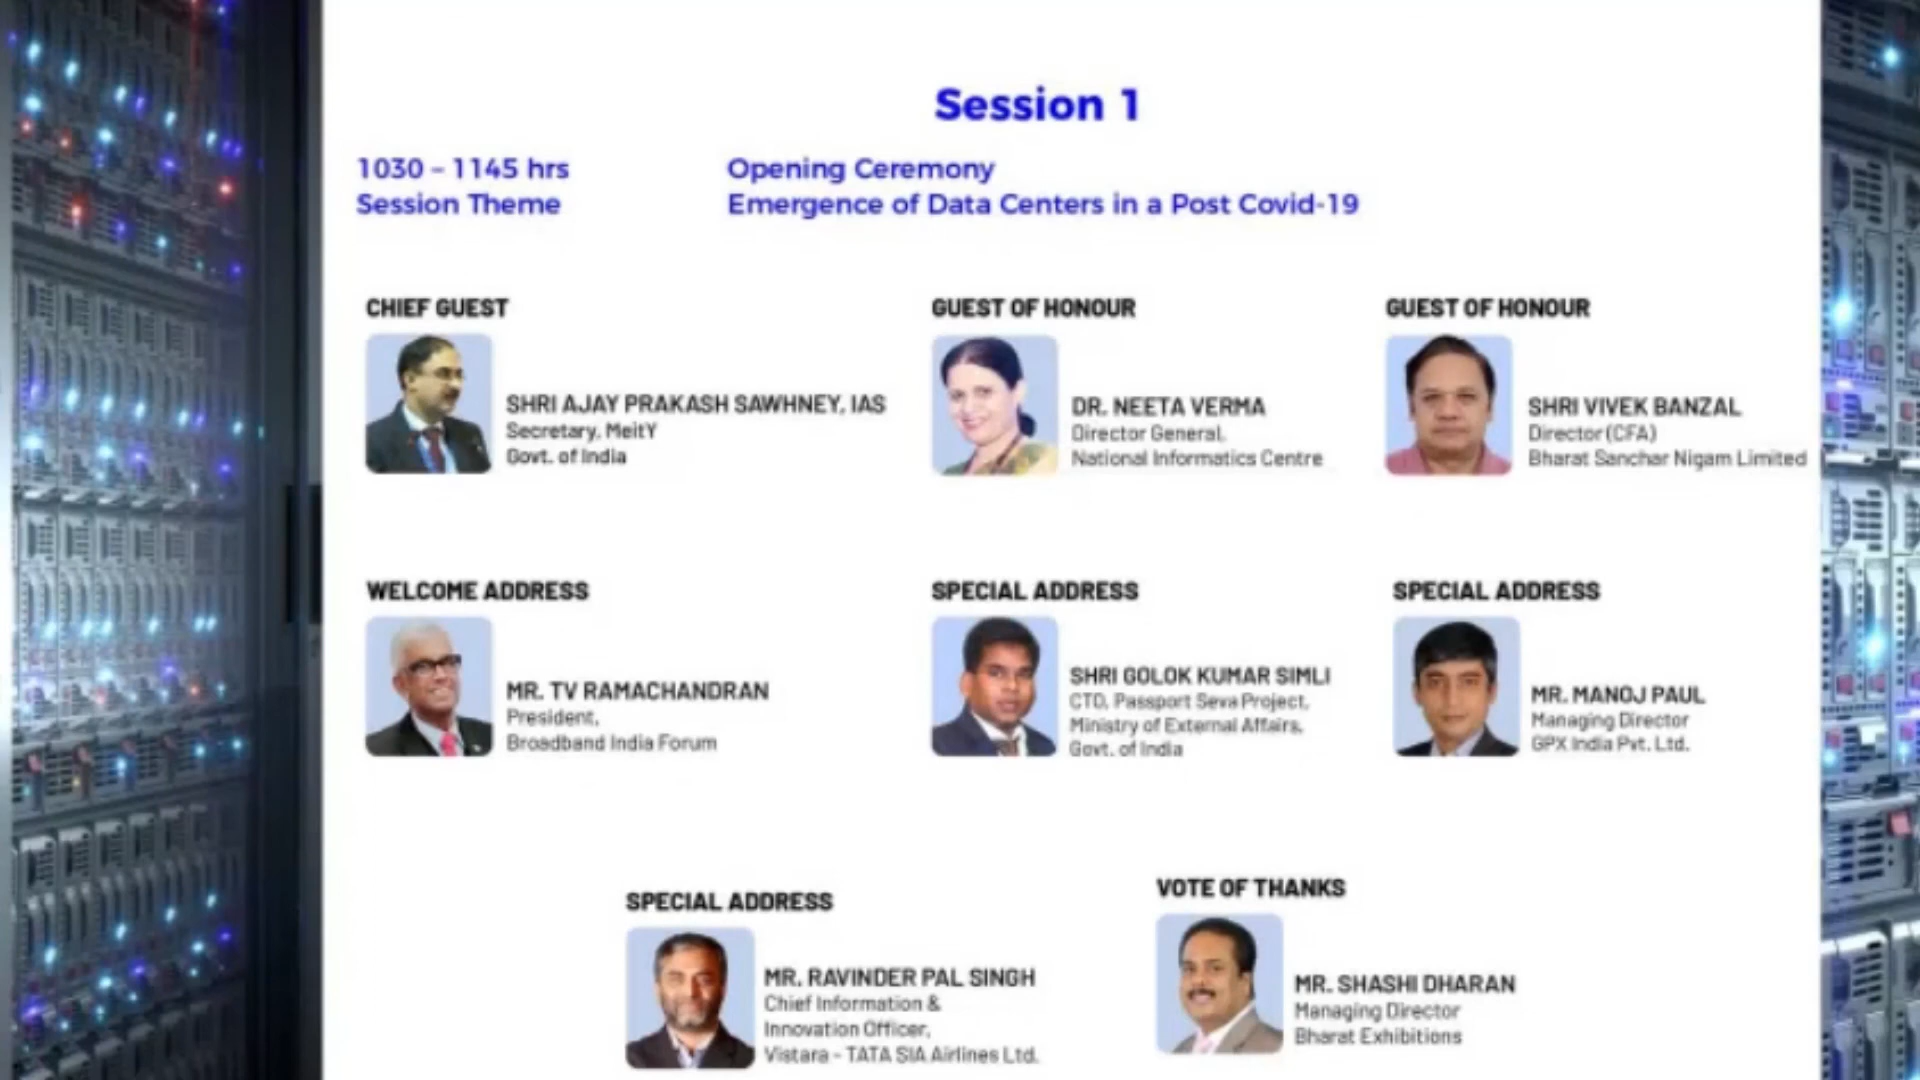 Session 1
1030 – 1145 hrs
Opening Ceremony
Session Theme
Emergence of Data Centers in a Post Covid-19
CHIEF GUEST
SHRI AJAY PRAKASH SAWHNEY, IAS
Secretary, MeitY
Govt. of India
GUEST OF HONOUR
DR. NEETA VERMA
Director General,
National Informatics Centre
GUEST OF HONOUR
SHRI VIVEK BANZAL
Director (CFA)
Bharat Sanchar Nigam Limited
WELCOME ADDRESS
MR. TV RAMACHANDRAN
President,
Broadband India Forum
SPECIAL ADDRESS
SHRI GOLOK KUMAR SIMLI
CTO, Passport Seva Project,
Ministry of External Affairs,
Govt. of India
SPECIAL ADDRESS
MR. MANOJ PAUL
Managing Director
GPX India Pvt. Ltd.
SPECIAL ADDRESS
MR. RAVINDER PAL SINGH
Chief Information &
Innovation Officer,
Vistara - TATA SIA Airlines Ltd.
VOTE OF THANKS
MR. SHASHI DHARAN
Managing Director
Bharat Exhibitions